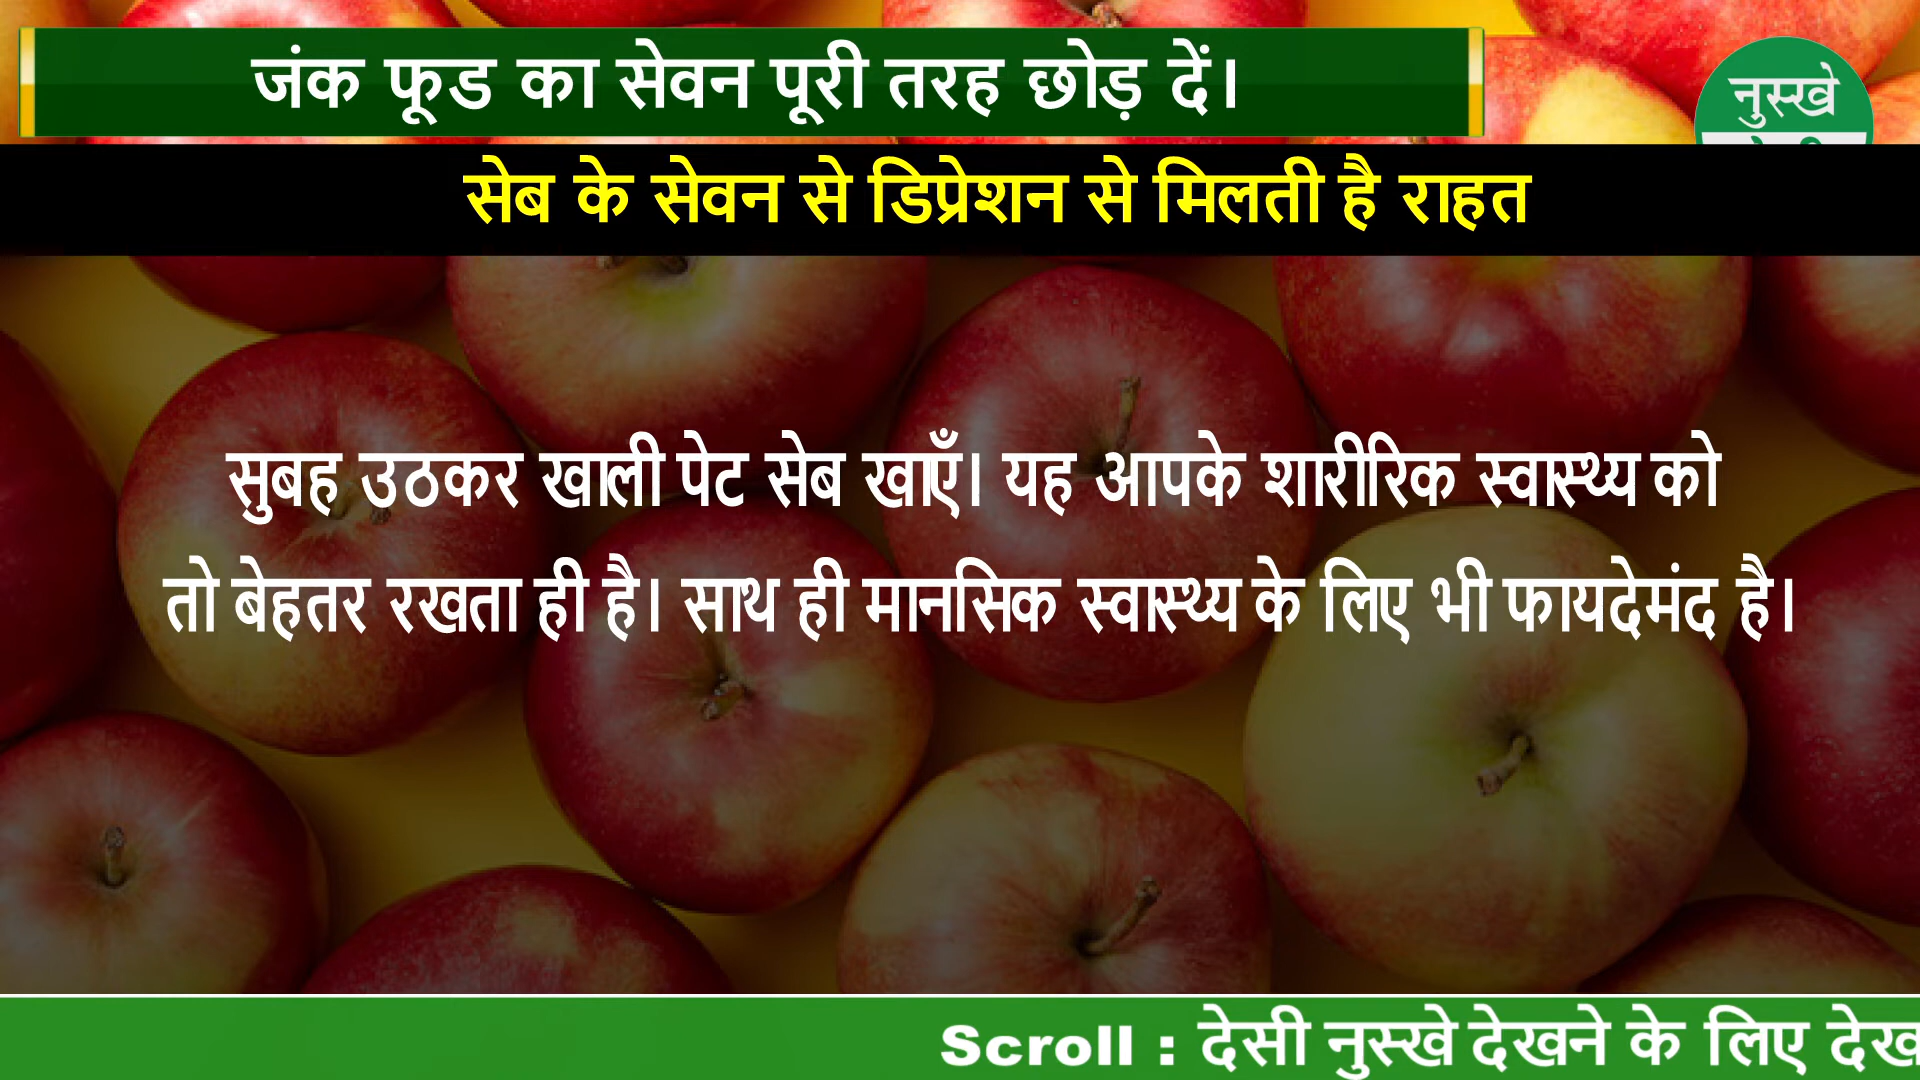 जंक फूड का सेवन पूरी तरह छोड़ दें।
नुस्खे
सेब के सेवन से डिप्रेशन से मिलती है राहत
सुबह उठकर खाली पेट सेब खाएँ। यह आपके शारीरिक स्वास्थ्य को
तो बेहतर रखता ही है। साथ ही मानसिक स्वास्थ्य के लिए भी फायदेमंद है।
Scroll : देसी नुस्खे देखने के लिए देख